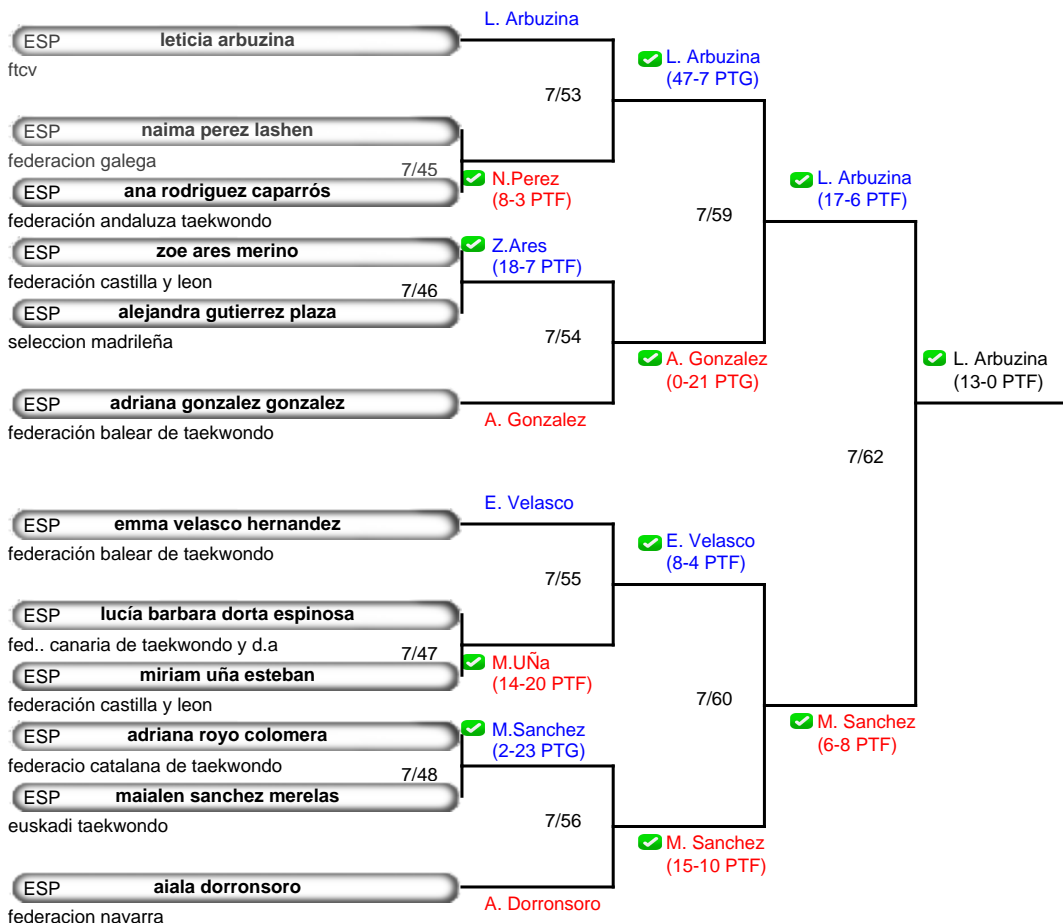 L. Arbuzina
ESP leticia arbuzina
ftcv
L. Arbuzina
(47-7 PTG)
7/53
ESP naima perez lashen
federacion galega
7/45
N.Perez
(8-3 PTF)
ESP ana rodriguez caparrós
federación andaluza taekwondo
L. Arbuzina
(17-6 PTF)
7/59
ESP zoe ares merino
federación castilla y leon
Z.Ares
(18-7 PTF)
7/46
ESP alejandra gutierrez plaza
seleccion madrileña
7/54
A. Gonzalez
(0-21 PTG)
L. Arbuzina
(13-0 PTF)
ESP adriana gonzalez gonzalez
federación balear de taekwondo
A. Gonzalez
7/62
E. Velasco
ESP emma velasco hernandez
federación balear de taekwondo
E. Velasco
(8-4 PTF)
7/55
ESP lucía barbara dorta espinosa
fed.. canaria de taekwondo y d.a
7/47
M.UÑa
(14-20 PTF)
ESP miriam uña esteban
federación castilla y leon
7/60
M. Sanchez
(6-8 PTF)
ESP adriana royo colomera
federacio catalana de taekwondo
M.Sanchez
(2-23 PTG)
7/48
ESP maialen sanchez merelas
euskadi taekwondo
7/56
M. Sanchez
(15-10 PTF)
ESP aiala dorronsoro
federacion navarra
A. Dorronsoro